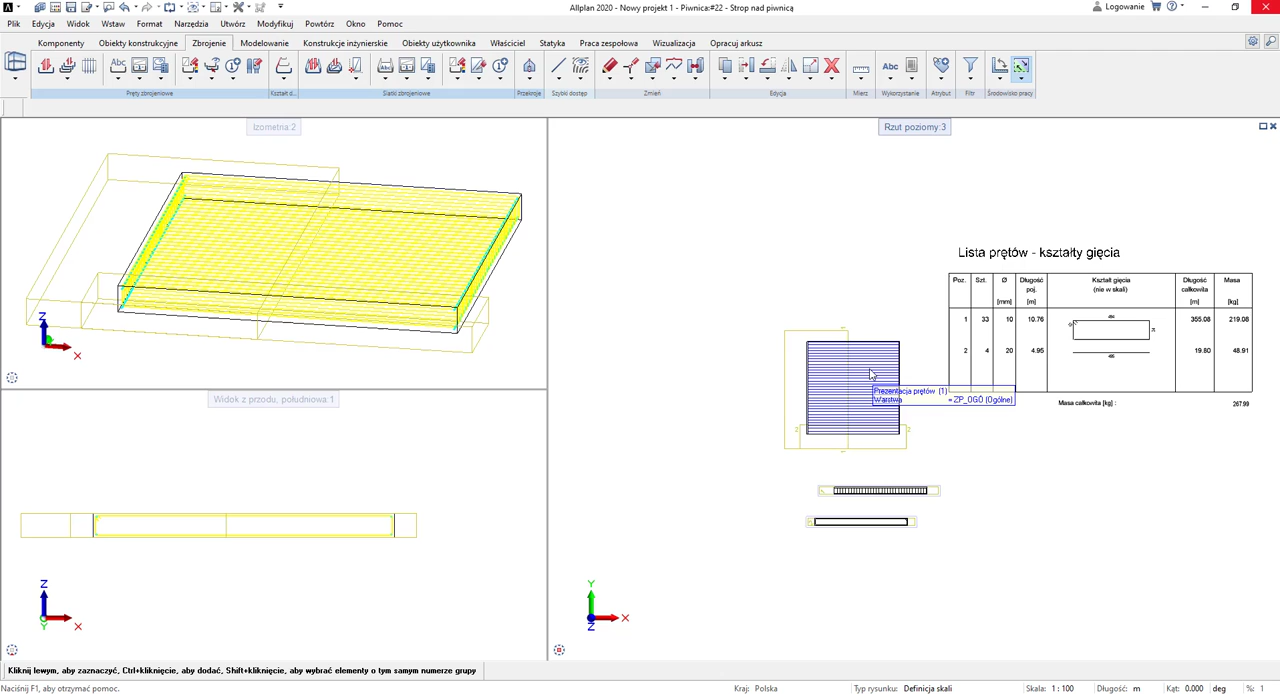 Allplan 2020 - Nowy projekt 1 - Piwnica:#22 - Strop nad piwnicą
Logowanie
Plik Edycja Widok Wstaw Format Narzędzia Utwórz Modyfikuj Powtórz Okno Pomoc
Komponenty Obiekty konstrukcyjne Zbrojenie Modelowanie Konstrukcje inżynierskie Obiekty użytkownika Właściciel Statyka Praca zespołowa Wizualizacja Opracuj arkusz
Abc
Abc
Pręty zbrojeniowe Kształt d... Siatki zbrojeniowe Przekroje Szybki dostęp Zmień Edycja Mierz Wykorzystanie Atrybut Filtr Środowisko pracy
Izometria:2
Rzut poziomy:3
Lista prętów - kształty gięcia
Poz. Szt. Ø Długość poj. Kształt gięcia (nie w skali) Długość całkowita Masa
[mm] [m] [m] [kg]
1 33 10 10.76 355.08 219.08
2 4 20 4.95 19.80 48.91
Masa całkowita [kg] : 267.99
Prezentacja prętów (1)
Warstwa = ZP_OGÓ (Ogólne)
Z
X
Widok z przodu, południowa:1
Z
X
Y
Y
X
Z
Kliknij lewym, aby zaznaczyć, Ctrl+kliknięcie, aby dodać, Shift+kliknięcie, aby wybrać elementy o tym samym numerze grupy
Naciśnij F1, aby otrzymać pomoc.
Kraj: Polska
Typ rysunku: Definicja skali
Skala: 1 : 100
Długość: m
Kąt: 0.000 deg
%: 1